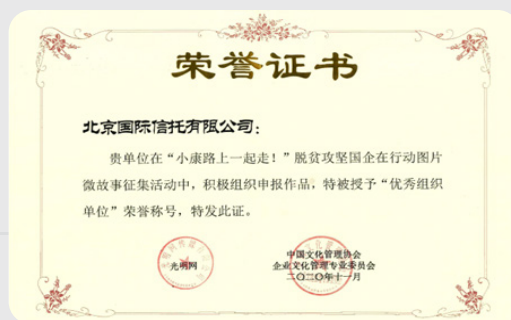 荣誉证书
北京国际信托有限公司：
贵单位在“小康路上一起走！”脱贫攻坚国企在行动图片
微故事征集活动中，积极组织申报作品，特被授予“优秀组织
单位”荣誉称号，特发此证。
光明网
中国文化管理协会
企业文化管理专业委员会
二〇二〇年十一月